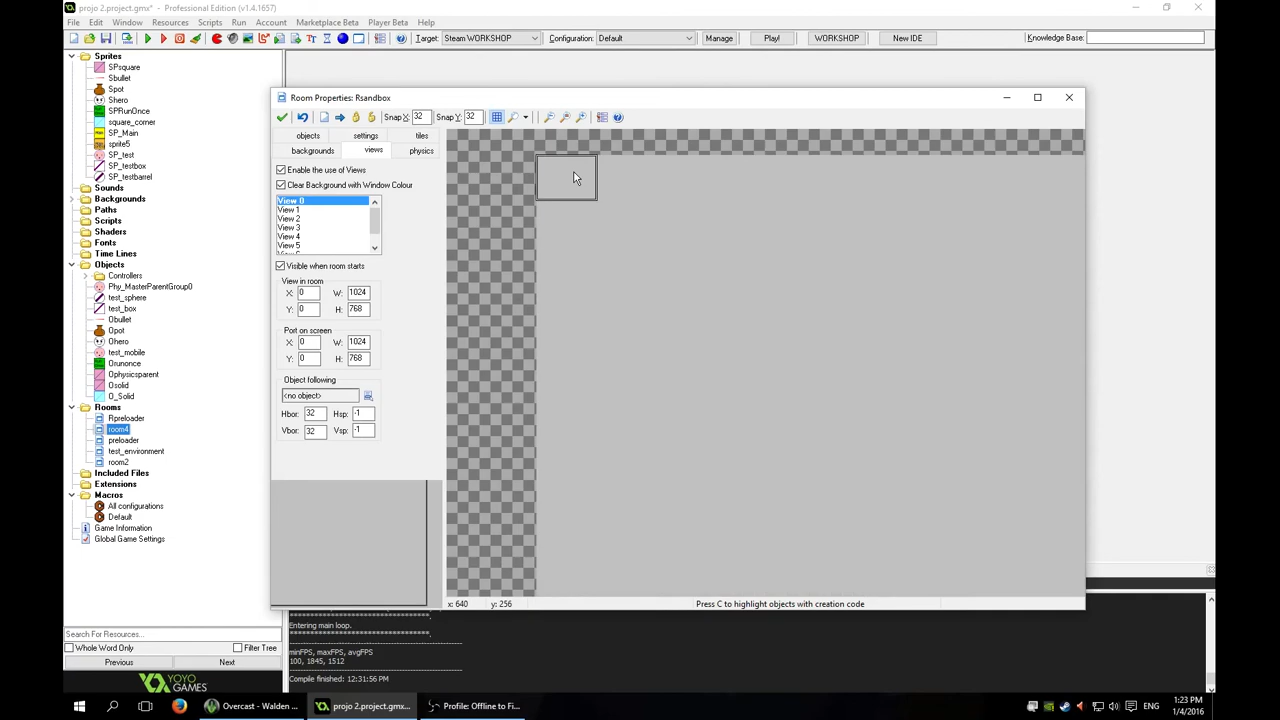 projo 2.project.gmx* - Professional Edition (v1.4.1657)
File Edit Window Resources Scripts Run Account Marketplace Beta Player Beta Help
Target: Steam WORKSHOP Configuration: Default Manage Play! WORKSHOP New IDE Knowledge Base:
Sprites
SPsquare
Sbullet
Spot
Shero
SPRunOnce
square_corner
SP_Main
sprite5
SP_test
SP_testbox
SP_testbarrel
Sounds
Backgrounds
Paths
Scripts
Shaders
Fonts
Time Lines
Objects
Controllers
Phy_MasterParentGroup0
test_sphere
test_box
Obullet
Opot
Ohero
test_mobile
Orunonce
Ophysicsparent
Osolid
O_Solid
Rooms
Rpreloader
room4
preloader
test_environment
room2
Included Files
Extensions
Macros
All configurations
Default
Game Information
Global Game Settings
Search For Resources...
Whole Word Only Filter Tree
Previous Next
YOYO
GAMES
Room Properties: Rsandbox
Snap X: 32 Snap Y: 32
objects settings tiles
backgrounds views physics
Enable the use of Views
Clear Background with Window Colour
View 0
View 1
View 2
View 3
View 4
View 5
Visible when room starts
View in room
X: 0 W: 1024
Y: 0 H: 768
Port on screen
X: 0 W: 1024
Y: 0 H: 768
Object following
<no object>
Hbor: 32 Hsp: -1
Vbor: 32 Vsp: -1
x: 640 y: 256 Press C to highlight objects with creation code
Entering main loop.
minFPS, maxFPS, avgFPS
100, 1845, 1512
Compile finished: 12:31:56 PM
Overcast - Walden ... projo 2.project.gmx... Profile: Offline to Fi...
ENG
1:23 PM
1/4/2016